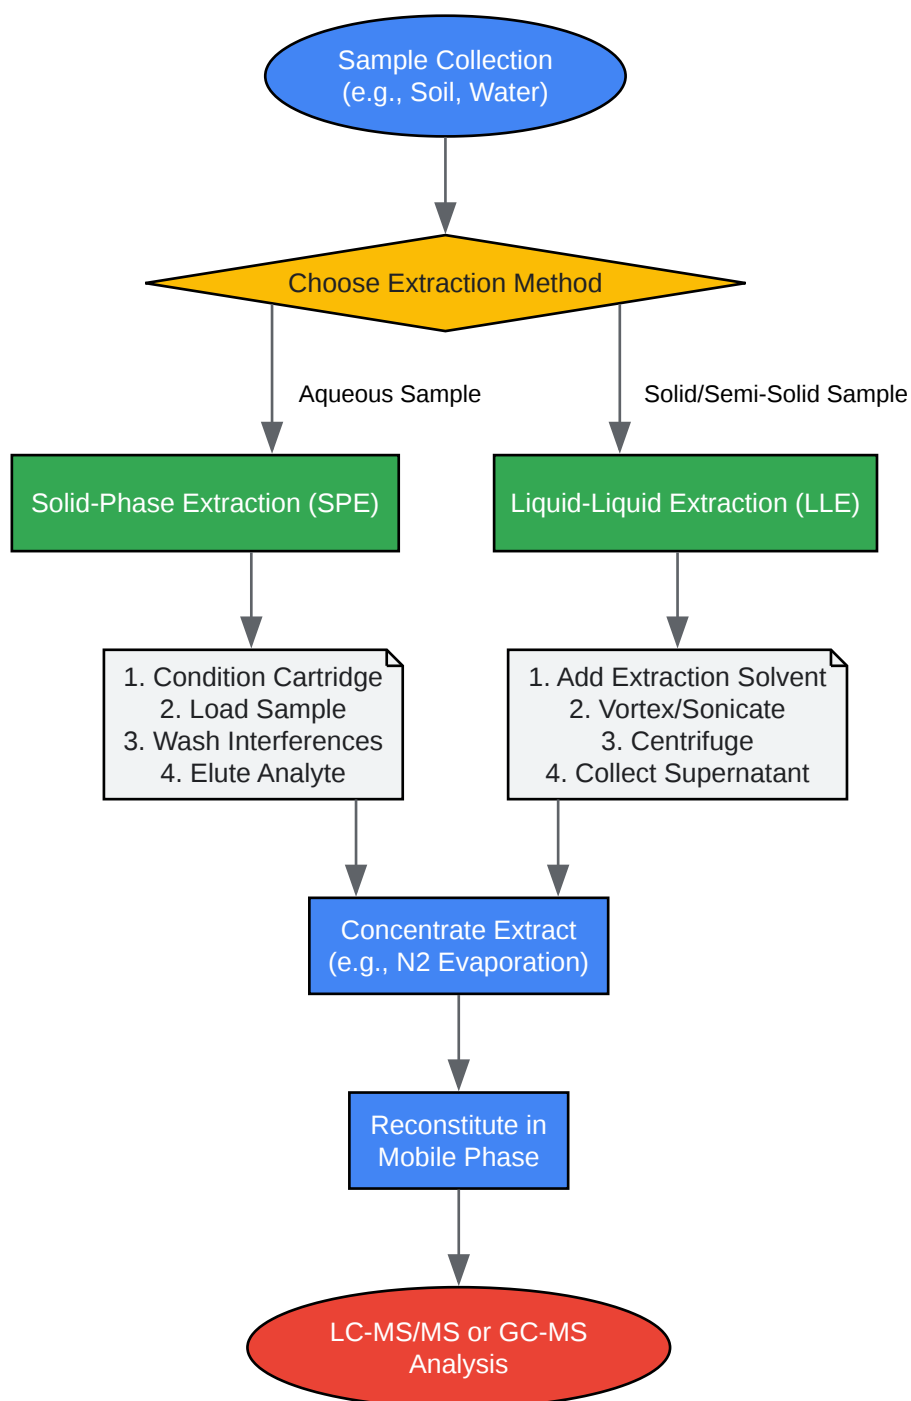 Sample Collection
(e.g., Soil, Water)
Choose Extraction Method
Aqueous Sample
Solid/Semi-Solid Sample
Solid-Phase Extraction (SPE)
Liquid-Liquid Extraction (LLE)
1. Condition Cartridge
2. Load Sample
3. Wash Interferences
4. Elute Analyte
1. Add Extraction Solvent
2. Vortex/Sonicate
3. Centrifuge
4. Collect Supernatant
Concentrate Extract
(e.g., N2 Evaporation)
Reconstitute in
Mobile Phase
LC-MS/MS or GC-MS
Analysis